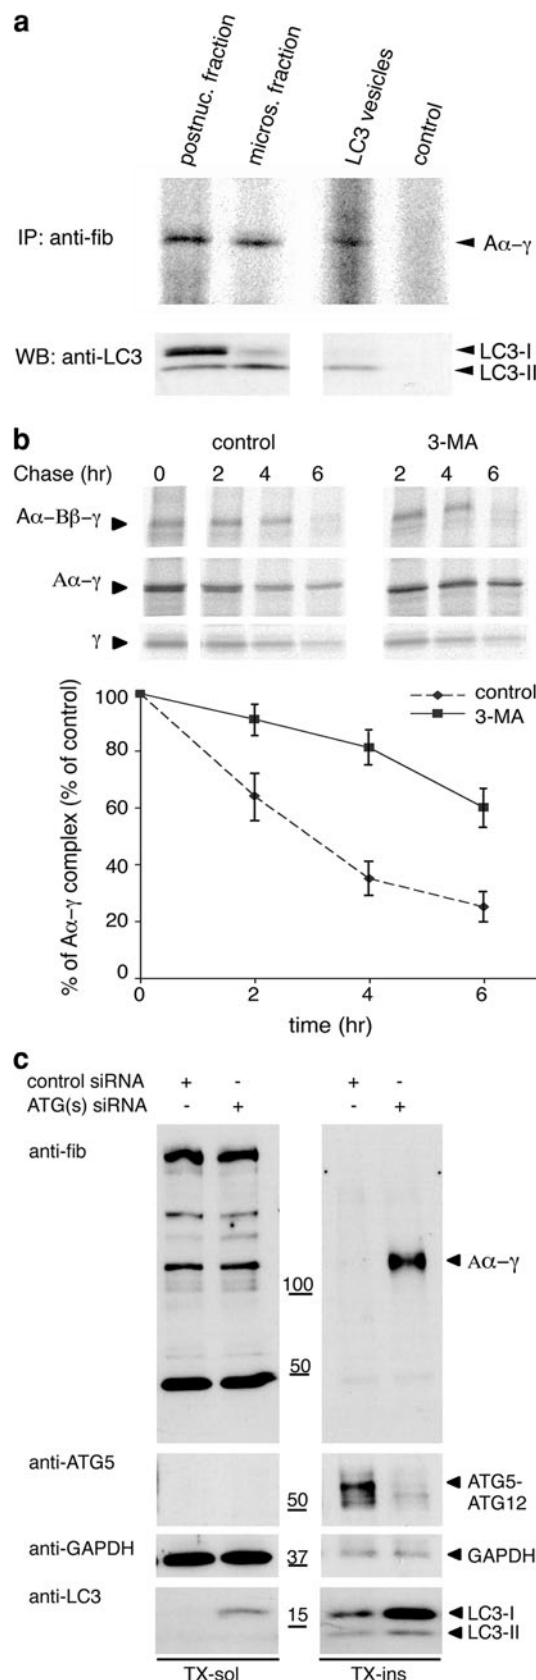 a
postnuc. fraction
micros. fraction
LC3 vesicles
control
IP: anti-fib
Aα–γ
WB: anti-LC3
LC3-I
LC3-II
b
control 3-MA
Chase (hr) 0 2 4 6 2 4 6
Aα–Bβ–γ
Aα–γ
γ
% of Aα–γ complex (% of control)
100
80
60
40
20
0
control
3-MA
0 2 4 6
time (hr)
c
control siRNA + - + -
ATG(s) siRNA - + - +
anti-fib
Aα–γ
100
50
anti-ATG5
ATG5-
ATG12
50
anti-GAPDH
37
GAPDH
anti-LC3
15
LC3-I
LC3-II
TX-sol TX-ins